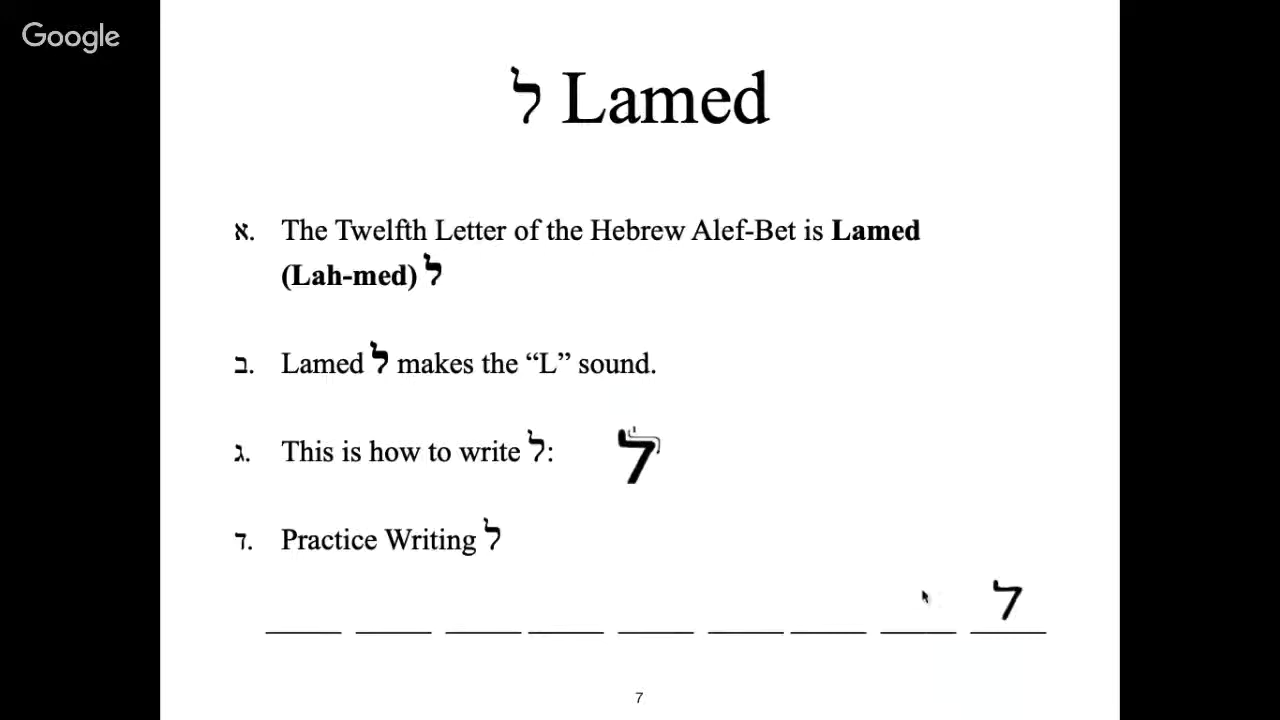 Google
ל Lamed
א. The Twelfth Letter of the Hebrew Alef-Bet is Lamed
(Lah-med) ל
ב. Lamed ל makes the “L” sound.
ג. This is how to write ל: ל
ד. Practice Writing ל
ל
7